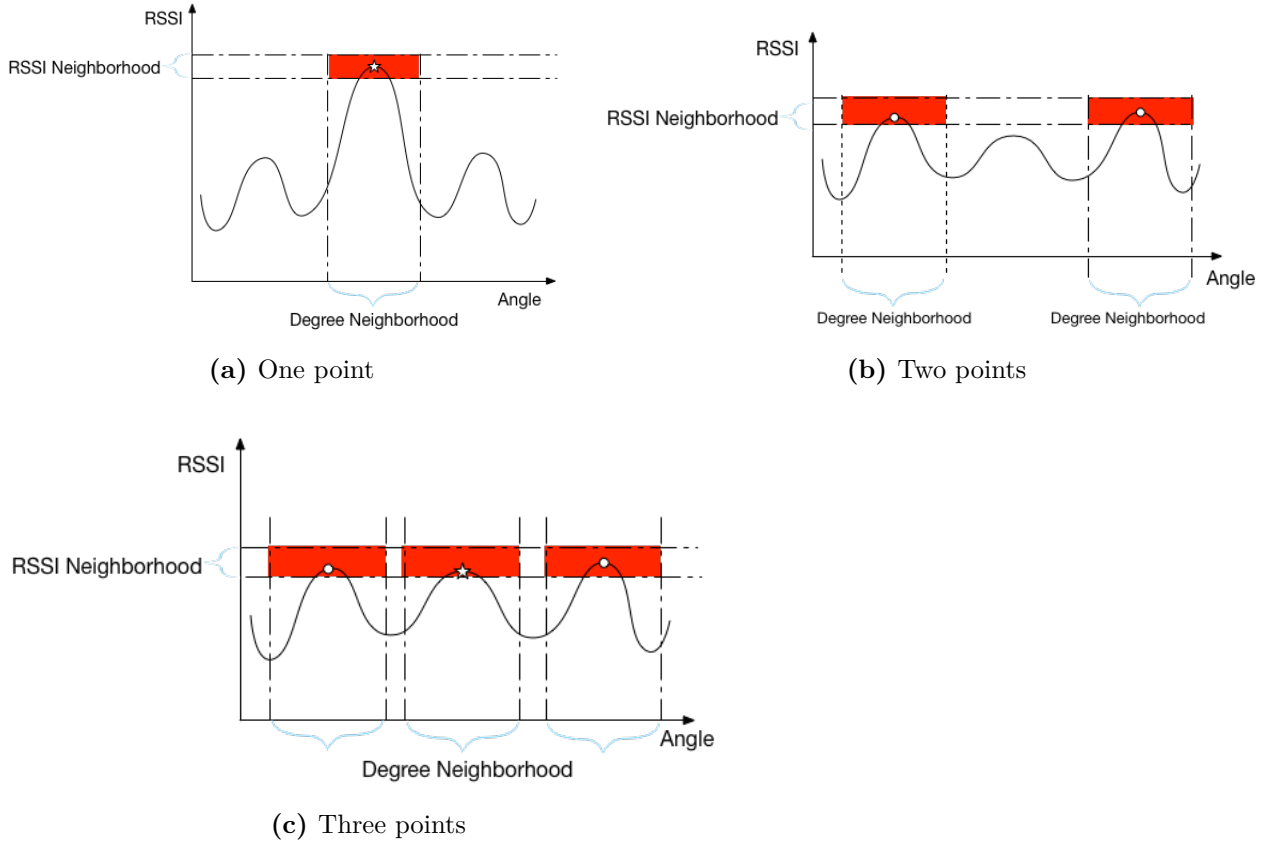 RSSI
RSSI Neighborhood
Angle
Degree Neighborhood
(a) One point
RSSI
RSSI Neighborhood
Angle
Degree Neighborhood Degree Neighborhood
(b) Two points
RSSI
RSSI Neighborhood
Angle
Degree Neighborhood
(c) Three points